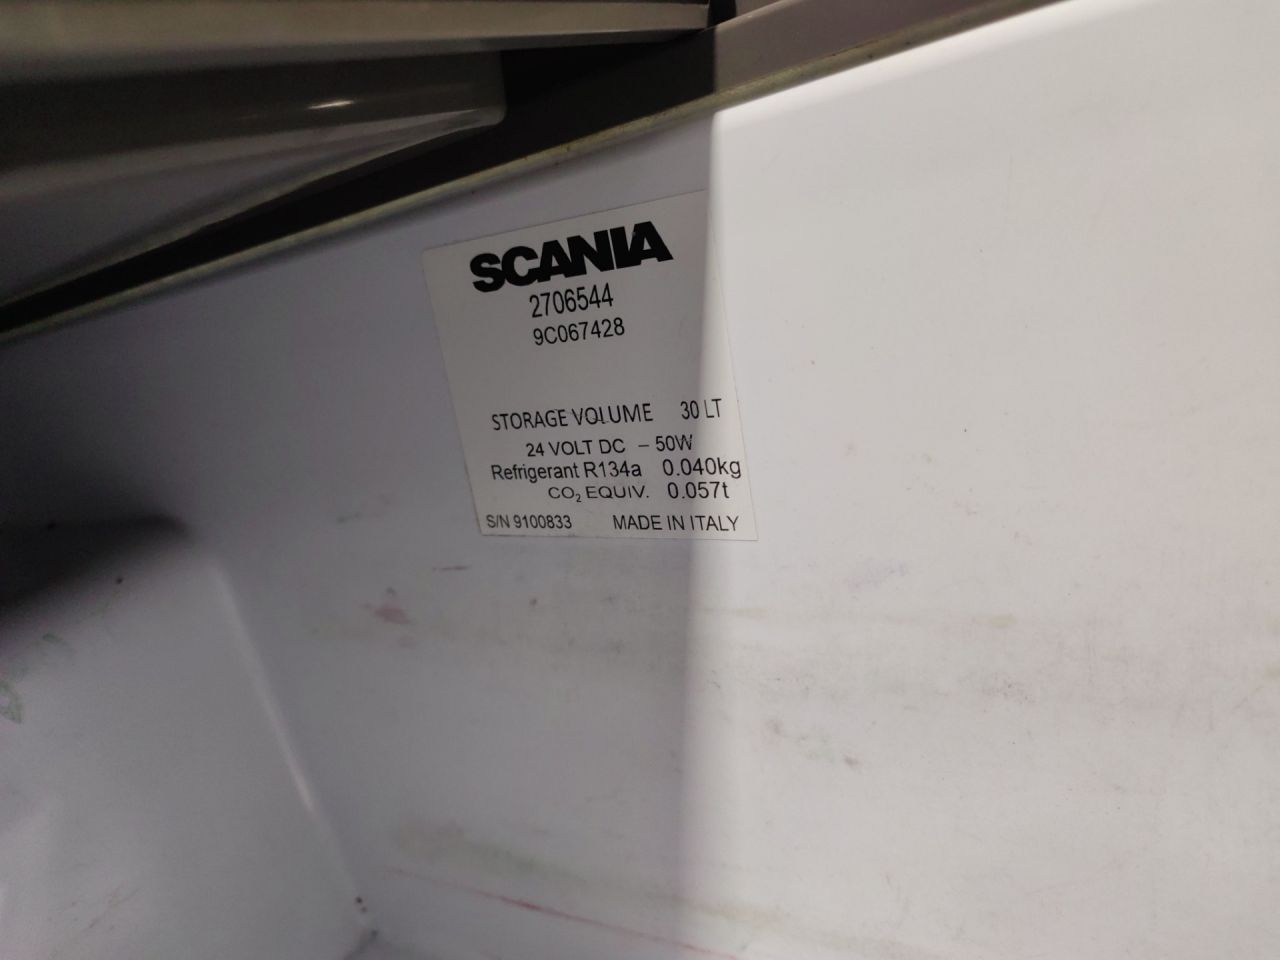 SCANIA
2706544
9C067428
STORAGE VOLUME 30 LT
24 VOLT DC – 50W
Refrigerant R134a 0.040kg
CO₂ EQUIV. 0.057t
S/N 9100833 MADE IN ITALY